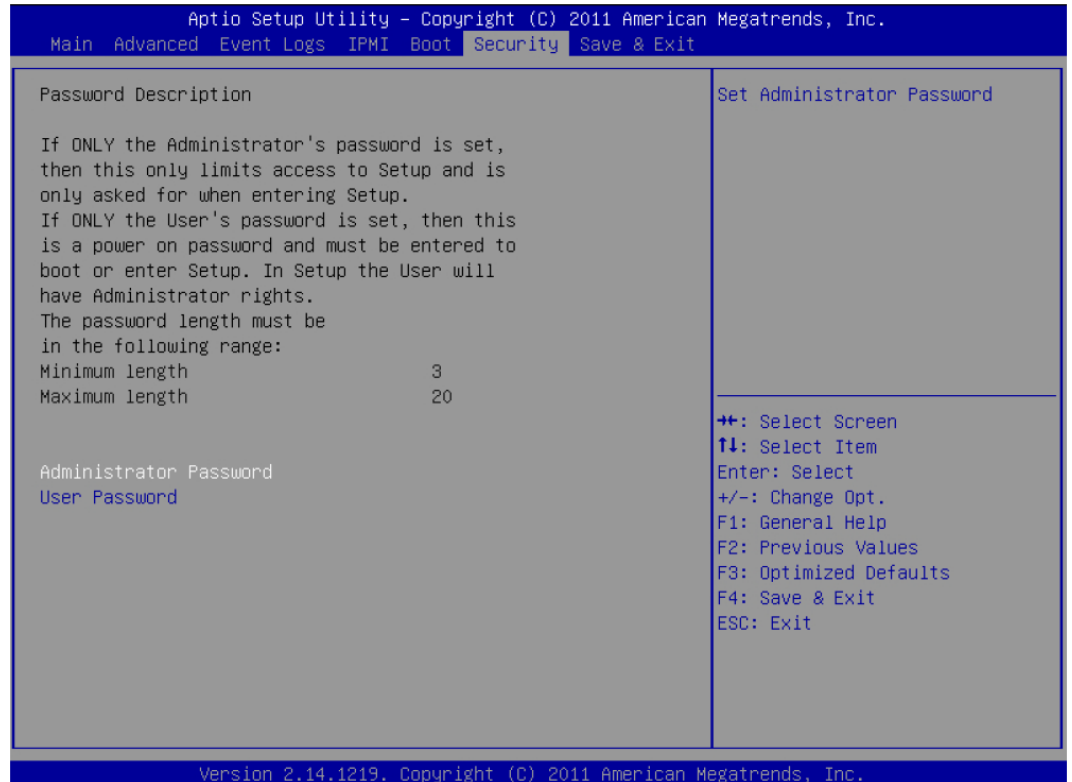 Aptio Setup Utility – Copyright (C) 2011 American Megatrends, Inc.
Main Advanced Event Logs IPMI Boot Security Save & Exit
Password Description
If ONLY the Administrator's password is set,
then this only limits access to Setup and is
only asked for when entering Setup.
If ONLY the User's password is set, then this
is a power on password and must be entered to
boot or enter Setup. In Setup the User will
have Administrator rights.
The password length must be
in the following range:
Minimum length 3
Maximum length 20
Administrator Password
User Password
Set Administrator Password
→←: Select Screen
↑↓: Select Item
Enter: Select
+/-: Change Opt.
F1: General Help
F2: Previous Values
F3: Optimized Defaults
F4: Save & Exit
ESC: Exit
Version 2.14.1219. Copyright (C) 2011 American Megatrends, Inc.